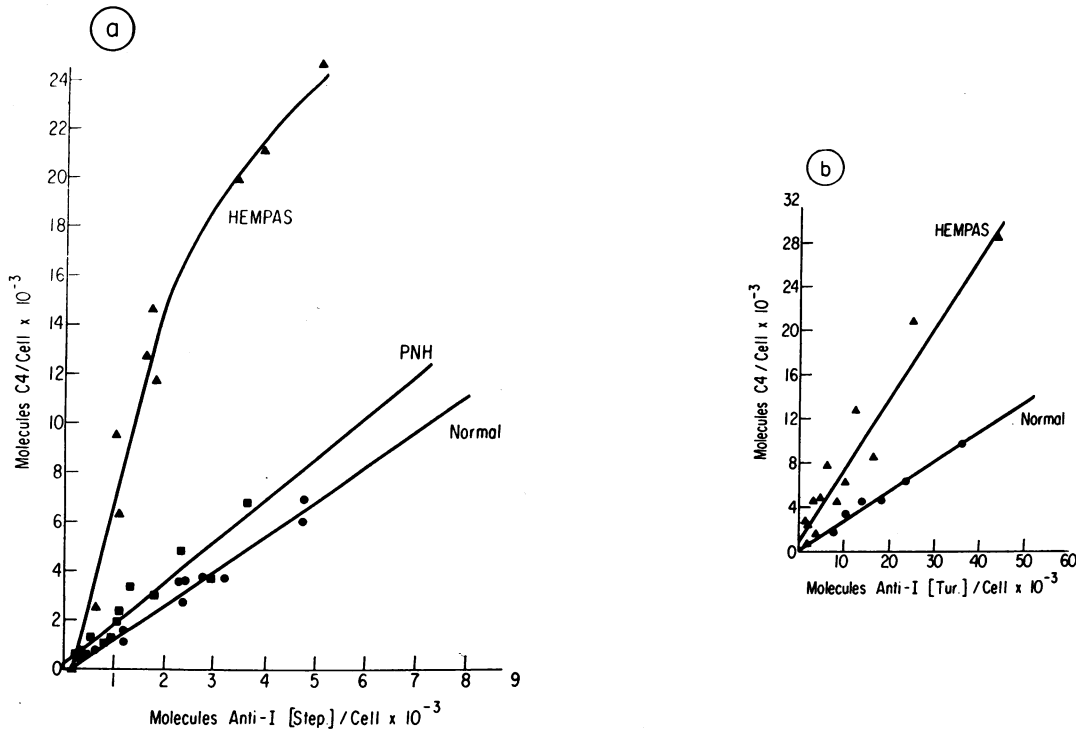 a
24
22
20
18
16
14
12
10
8
6
4
2
0
Molecules C4/Cell x 10⁻³
HEMPAS
PNH
Normal
1 2 3 4 5 6 7 8 9
Molecules Anti-I [Step.]/Cell x 10⁻³
b
32
28
24
20
16
12
8
4
0
Molecules C4/Cell x 10⁻³
HEMPAS
Normal
10 20 30 40 50 60
Molecules Anti-I [Tur.]/Cell x 10⁻³